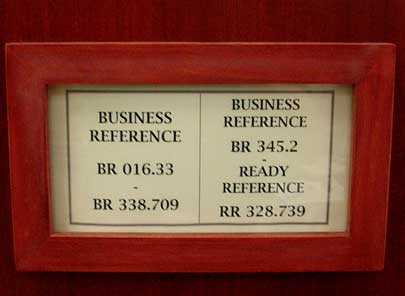 BUSINESS
REFERENCE
BR 016.33
-
BR 338.709
BUSINESS
REFERENCE
BR 345.2
-
READY
REFERENCE
RR 328.739